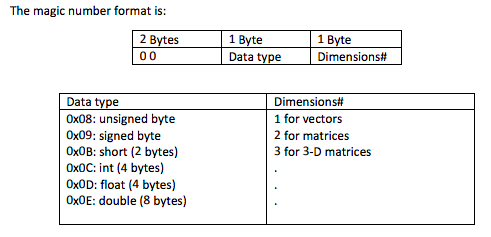 The magic number format is:
2 Bytes 1 Byte 1 Byte
0 0 Data type Dimensions#
Data type Dimensions#
0x08: unsigned byte 1 for vectors
0x09: signed byte 2 for matrices
0x0B: short (2 bytes) 3 for 3-D matrices
0x0C: int (4 bytes) .
0x0D: float (4 bytes) .
0x0E: double (8 bytes) .